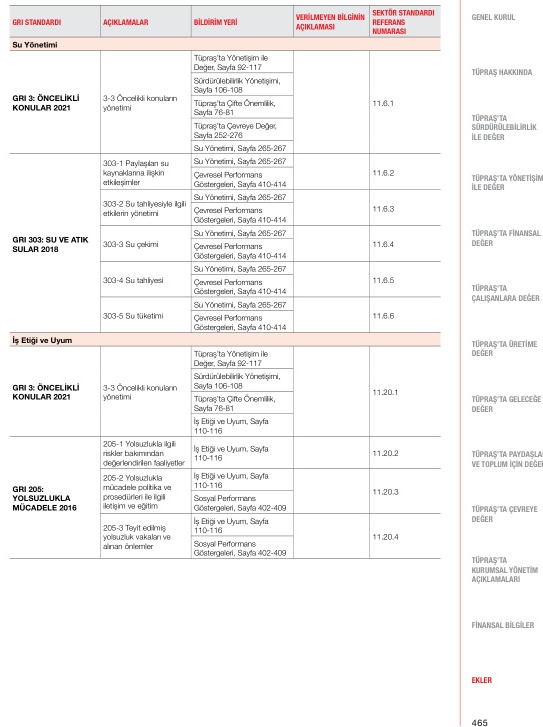 GRI STANDARDI
AÇIKLAMALAR
BİLDİRİM YERİ
VERİLMEYEN BİLGİNİN
AÇIKLAMASI
SEKTÖR STANDARDI
REFERANS
NUMARASI
Su Yönetimi
GRI 3: ÖNCELİKLİ
KONULAR 2021
3-3 Öncelikli konuların
yönetimi
Tüpraş'ta Yönetişim ile
Değer, Sayfa 92-117
Sürdürülebilirlik Yönetişimi,
Sayfa 106-108
Tüpraş'ta Çifte Önemlilik,
Sayfa 76-81
Tüpraş'ta Çevreye Değer,
Sayfa 252-276
Su Yönetimi, Sayfa 265-267
11.6.1
GRI 303: SU VE ATIK
SULAR 2018
303-1 Paylaşılan su
kaynaklarına ilişkin
etkileşimler
Su Yönetimi, Sayfa 265-267
Çevresel Performans
Göstergeleri, Sayfa 410-414
11.6.2
303-2 Su tahliyesiyle ilgili
etkilerin yönetimi
Su Yönetimi, Sayfa 265-267
Çevresel Performans
Göstergeleri, Sayfa 410-414
11.6.3
303-3 Su çekimi
Su Yönetimi, Sayfa 265-267
Çevresel Performans
Göstergeleri, Sayfa 410-414
11.6.4
303-4 Su tahliyesi
Su Yönetimi, Sayfa 265-267
Çevresel Performans
Göstergeleri, Sayfa 410-414
11.6.5
303-5 Su tüketimi
Su Yönetimi, Sayfa 265-267
Çevresel Performans
Göstergeleri, Sayfa 410-414
11.6.6
İş Etiği ve Uyum
GRI 3: ÖNCELİKLİ
KONULAR 2021
3-3 Öncelikli konuların
yönetimi
Tüpraş'ta Yönetişim ile
Değer, Sayfa 92-117
Sürdürülebilirlik Yönetişimi,
Sayfa 106-108
Tüpraş'ta Çifte Önemlilik,
Sayfa 76-81
İş Etiği ve Uyum, Sayfa
110-116
11.20.1
GRI 205:
YOLSUZLUKLA
MÜCADELE 2016
205-1 Yolsuzlukla ilgili
riskler bakımından
değerlendirilen faaliyetler
İş Etiği ve Uyum, Sayfa
110-116
11.20.2
205-2 Yolsuzlukla
mücadele politika ve
prosedürleri ile ilgili
iletişim ve eğitim
İş Etiği ve Uyum, Sayfa
110-116
Sosyal Performans
Göstergeleri, Sayfa 402-409
11.20.3
205-3 Teyit edilmiş
yolsuzluk vakaları ve
alınan önlemler
İş Etiği ve Uyum, Sayfa
110-116
Sosyal Performans
Göstergeleri, Sayfa 402-409
11.20.4
GENEL KURUL
TÜPRAŞ HAKKINDA
TÜPRAŞ'TA
SÜRDÜRÜLEBİLİRLİK
İLE DEĞER
TÜPRAŞ'TA YÖNETİŞİM
İLE DEĞER
TÜPRAŞ'TA FİNANSAL
DEĞER
TÜPRAŞ'TA
ÇALIŞANLARA DEĞER
TÜPRAŞ'TA ÜRETİME
DEĞER
TÜPRAŞ'TA GELECEĞE
DEĞER
TÜPRAŞ'TA PAYDAŞLA
VE TOPLUM İÇİN DEĞE
TÜPRAŞ'TA ÇEVREYE
DEĞER
TÜPRAŞ'TA
KURUMSAL YÖNETİM
AÇIKLAMALARI
FİNANSAL BİLGİLER
EKLER
465